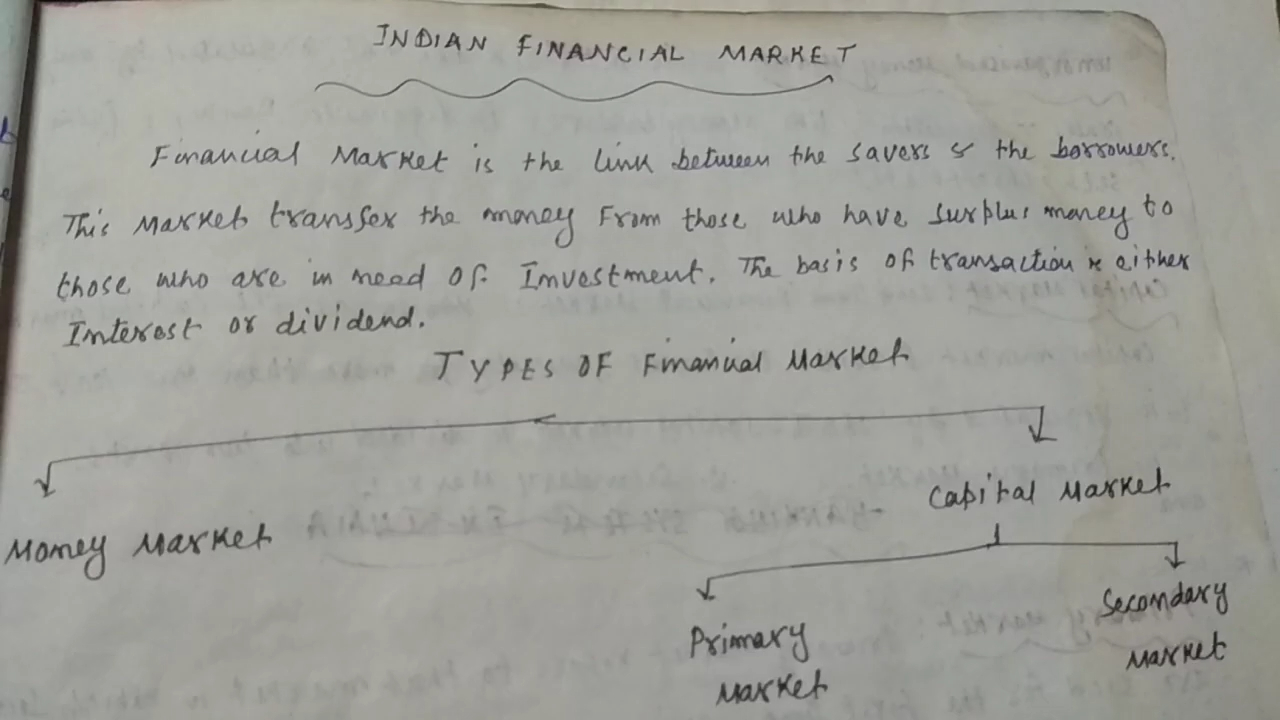 INDIAN FINANCIAL MARKET
Financial Market is the link between the savers & the borrowers.
This Market transfer the money From those who have surplus money to
those who are in need of Investment. The basis of transaction is either
Interest or dividend.
TYPES OF Financial Market
Capital Market
Money Market
Secondary
Primary
Market
Market